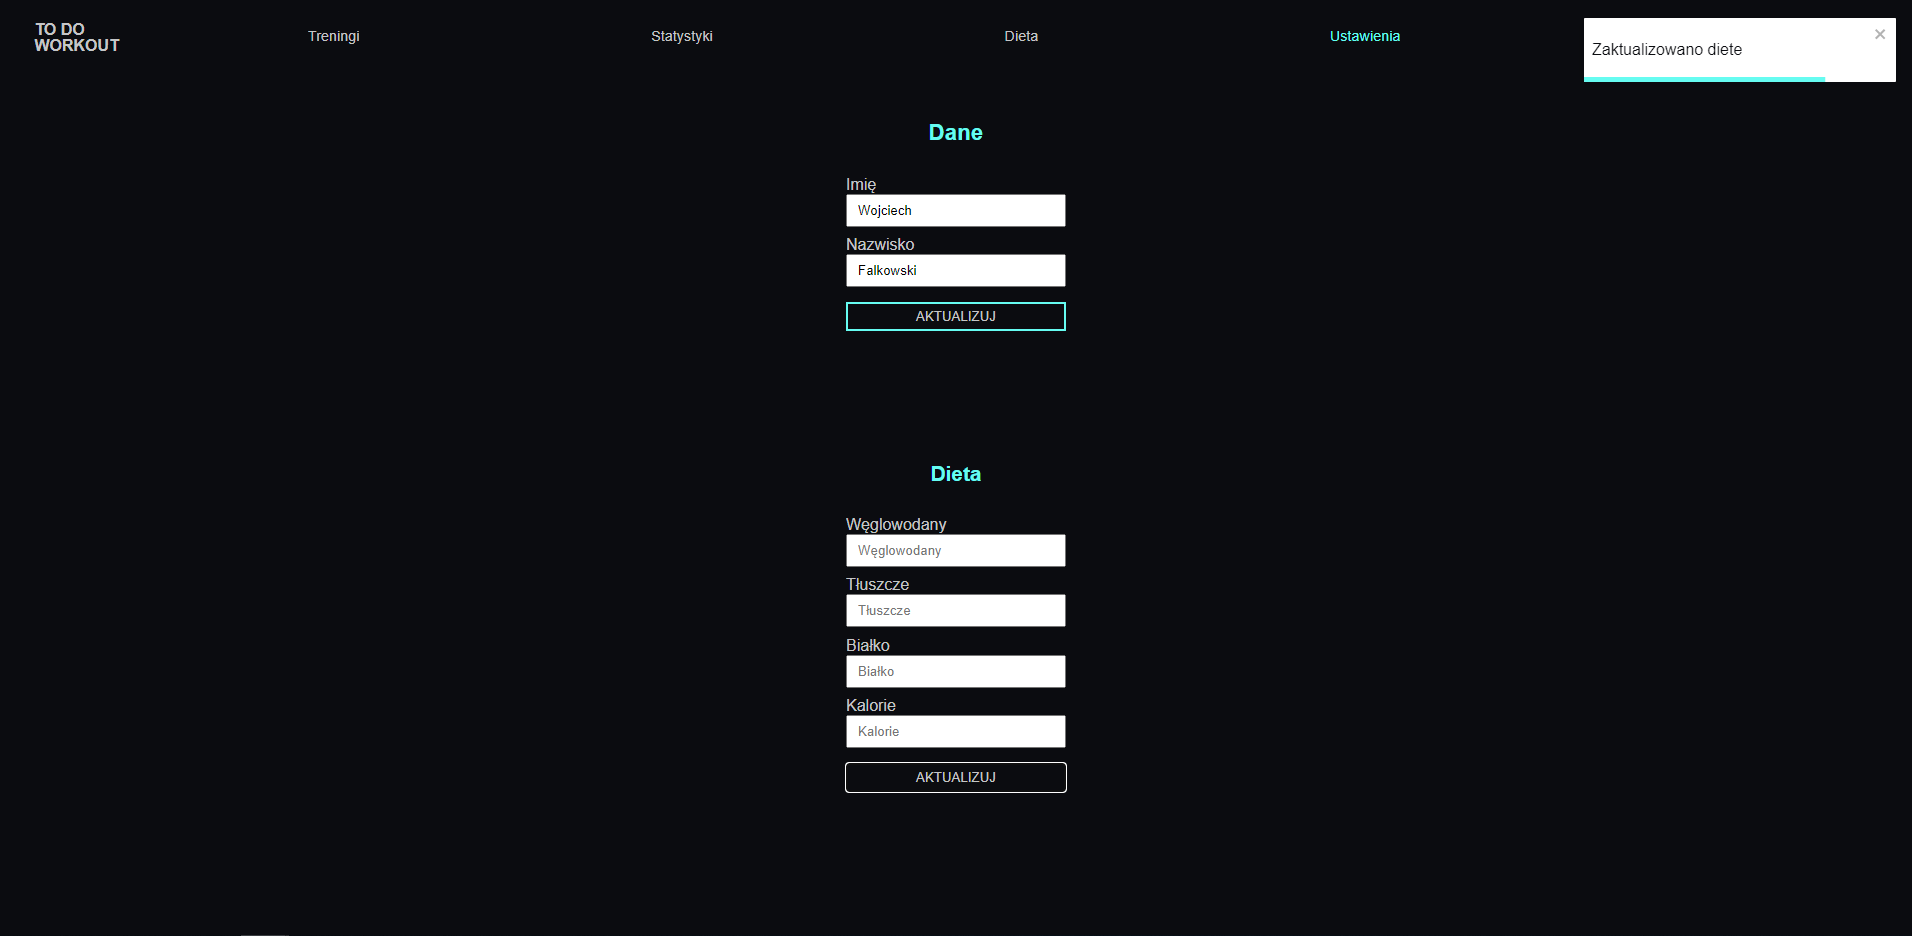 TO DO
WORKOUT
Treningi
Statystyki
Dieta
Ustawienia
Zaktualizowano diete
×
Dane
Imię
Wojciech
Nazwisko
Falkowski
AKTUALIZUJ
Dieta
Węglowodany
Węglowodany
Tłuszcze
Tłuszcze
Białko
Białko
Kalorie
Kalorie
AKTUALIZUJ